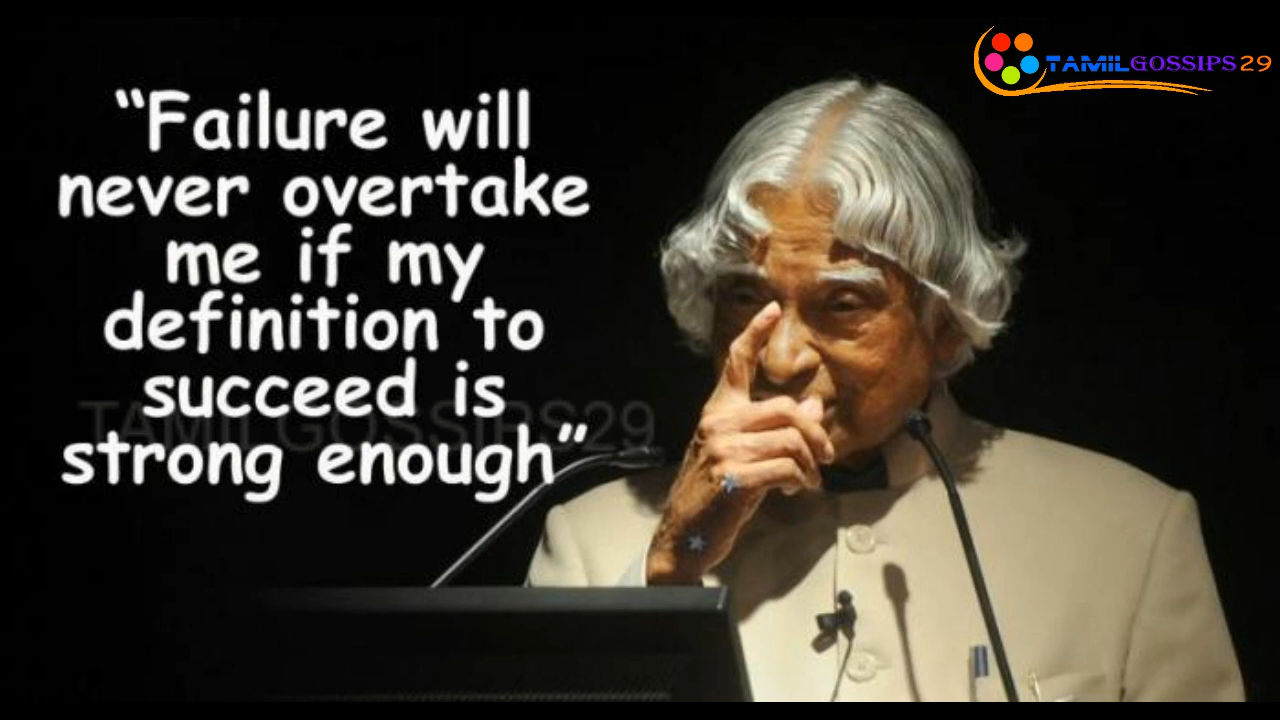 TAMILGOSSIPS29
“Failure will
never overtake
me if my
definition to
succeed is
strong enough”
TAMILGOSSIPS29